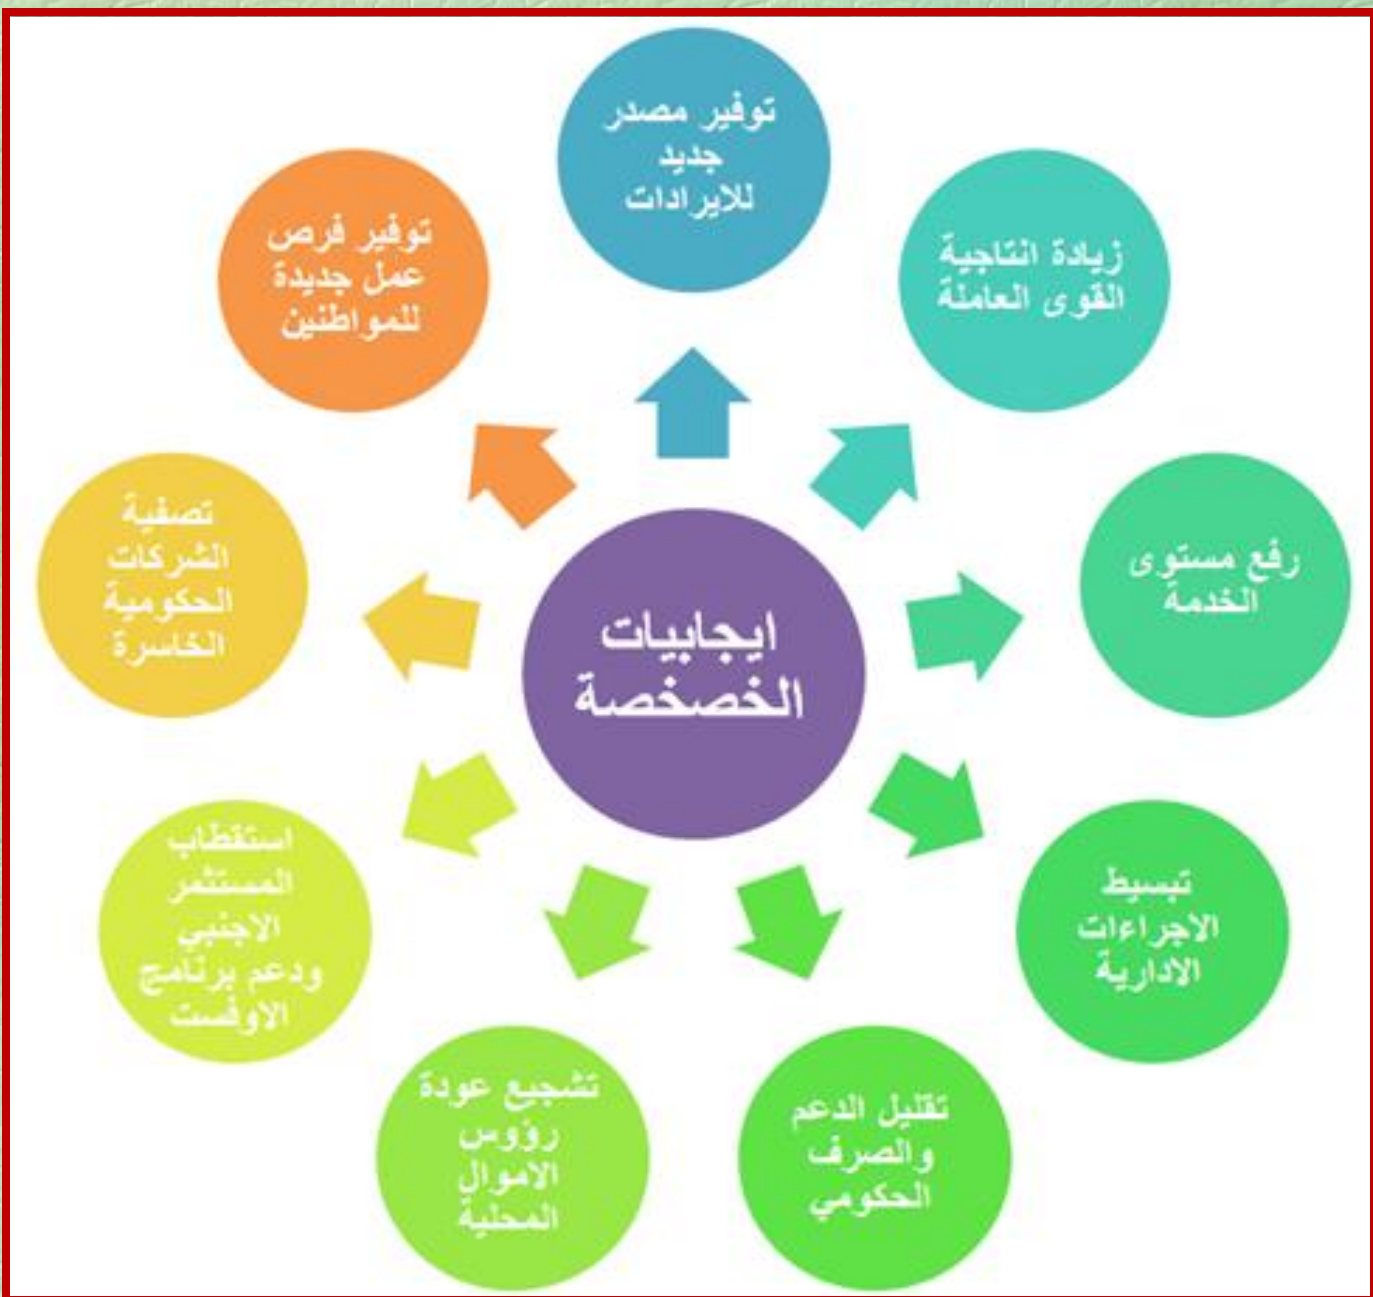 توفير مصدر
جديد
للايرادات
زيادة انتاجية
القوى العاملة
رفع مستوى
الخدمة
تبسيط
الاجراءات
الادارية
تقليل الدعم
والصرف
الحكومي
تشجيع عودة
رؤوس
الاموال
المحلية
استقطاب
المستثمر
الاجنبي
ودعم برنامج
الاوفست
تصفية
الشركات
الحكومية
الخاسرة
توفير فرص
عمل جديدة
للمواطنين
ايجابيات
الخصخصة